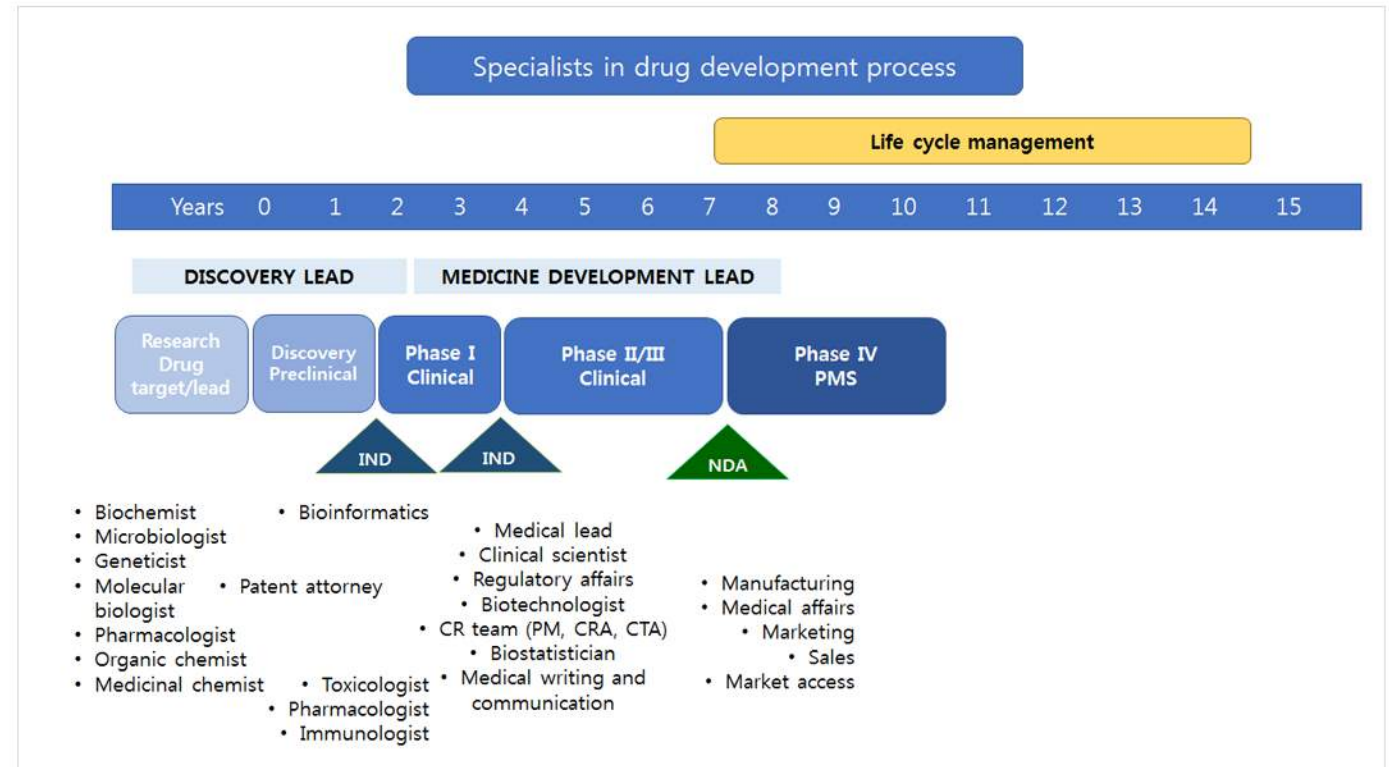 Specialists in drug development process
Life cycle management
Years 0 1 2 3 4 5 6 7 8 9 10 11 12 13 14 15
DISCOVERY LEAD
MEDICINE DEVELOPMENT LEAD
Research
Drug
target/lead
Discovery
Preclinical
Phase I
Clinical
Phase II/III
Clinical
Phase IV
PMS
IND
IND
NDA
• Biochemist
• Microbiologist
• Geneticist
• Molecular
biologist
• Pharmacologist
• Organic chemist
• Medicinal chemist
• Bioinformatics
• Patent attorney
• Toxicologist
• Pharmacologist
• Immunologist
• Medical lead
• Clinical scientist
• Regulatory affairs
• Biotechnologist
• CR team (PM, CRA, CTA)
• Biostatistician
• Medical writing and
communication
• Manufacturing
• Medical affairs
• Marketing
• Sales
• Market access